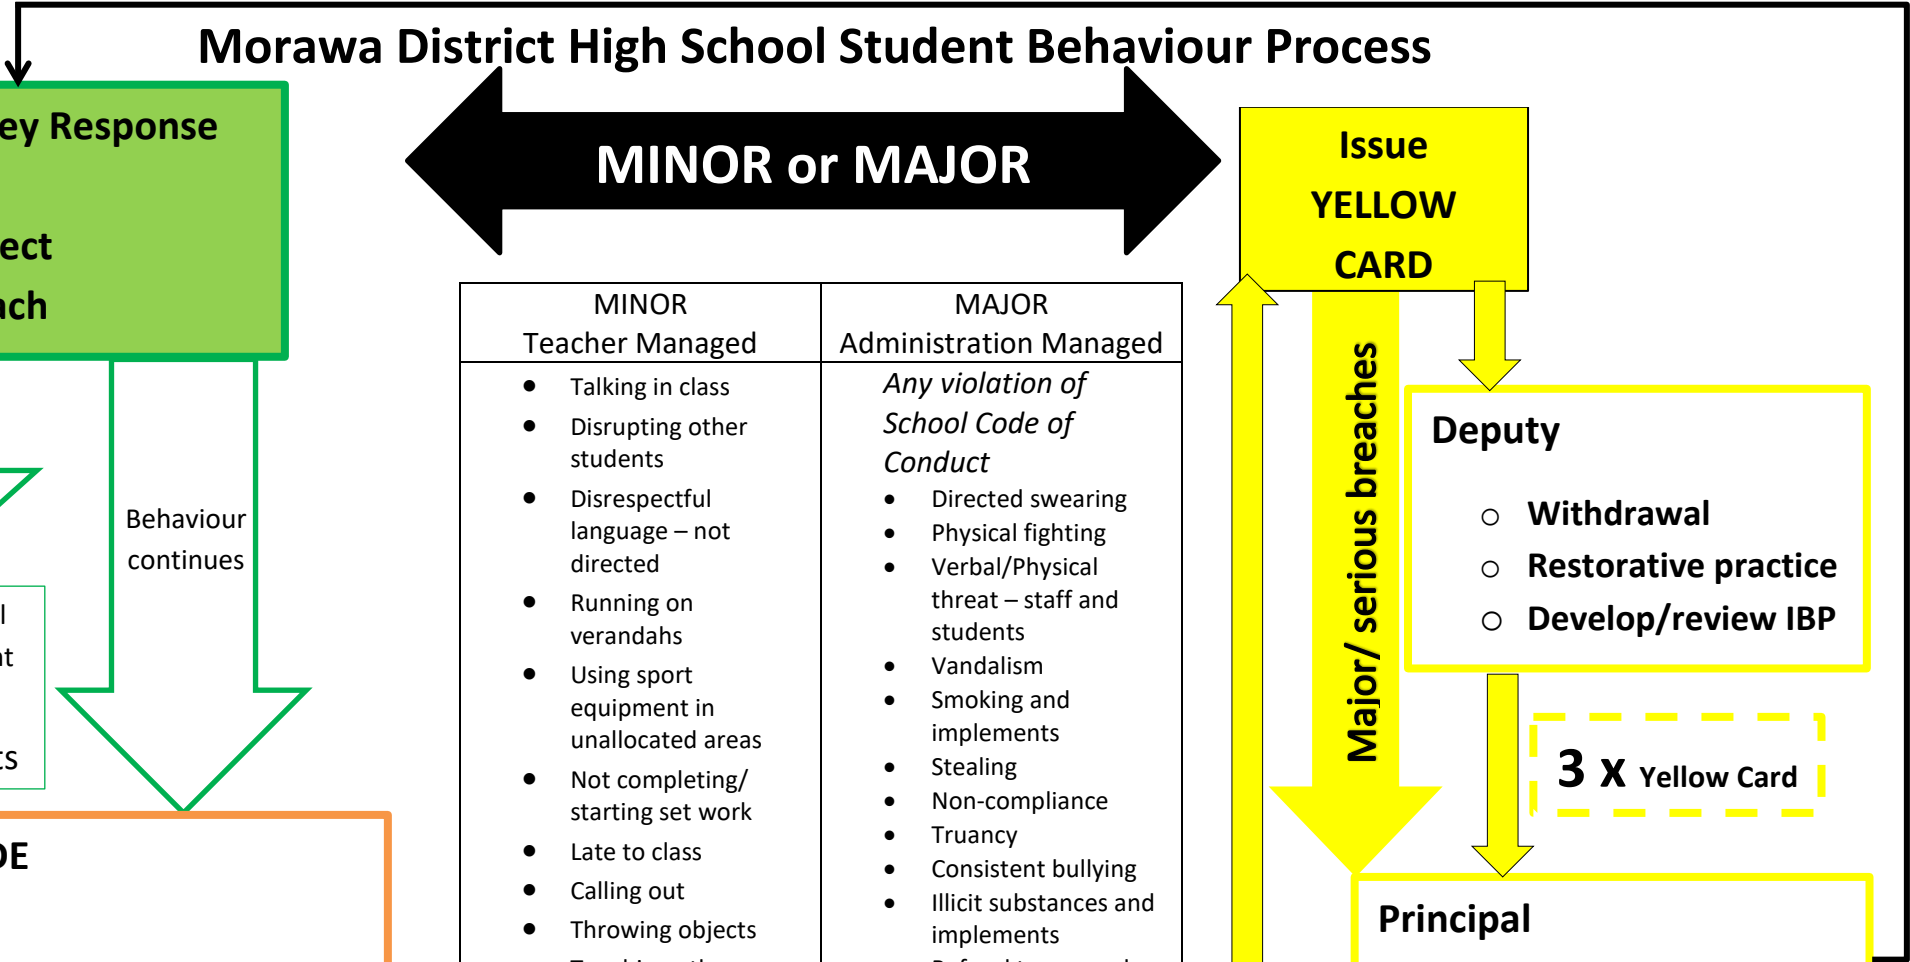 Morawa District High School Student Behaviour Process
Response
MINOR or MAJOR
Issue
YELLOW
CARD
MINOR
Teacher Managed
• Talking in class
• Disrupting other
students
• Disrespectful
language – not
directed
• Running on
verandahs
• Using sport
equipment in
unallocated areas
• Not completing/
starting set work
• Late to class
• Calling out
• Throwing objects
MAJOR
Administration Managed
Any violation of
School Code of
Conduct
• Directed swearing
• Physical fighting
• Verbal/Physical
threat – staff and
students
• Vandalism
• Smoking and
implements
• Stealing
• Non-compliance
• Truancy
• Consistent bullying
• Illicit substances and
implements
Behaviour
continues
Major/ serious breaches
Deputy
o Withdrawal
o Restorative practice
o Develop/review IBP
3 x Yellow Card
Principal